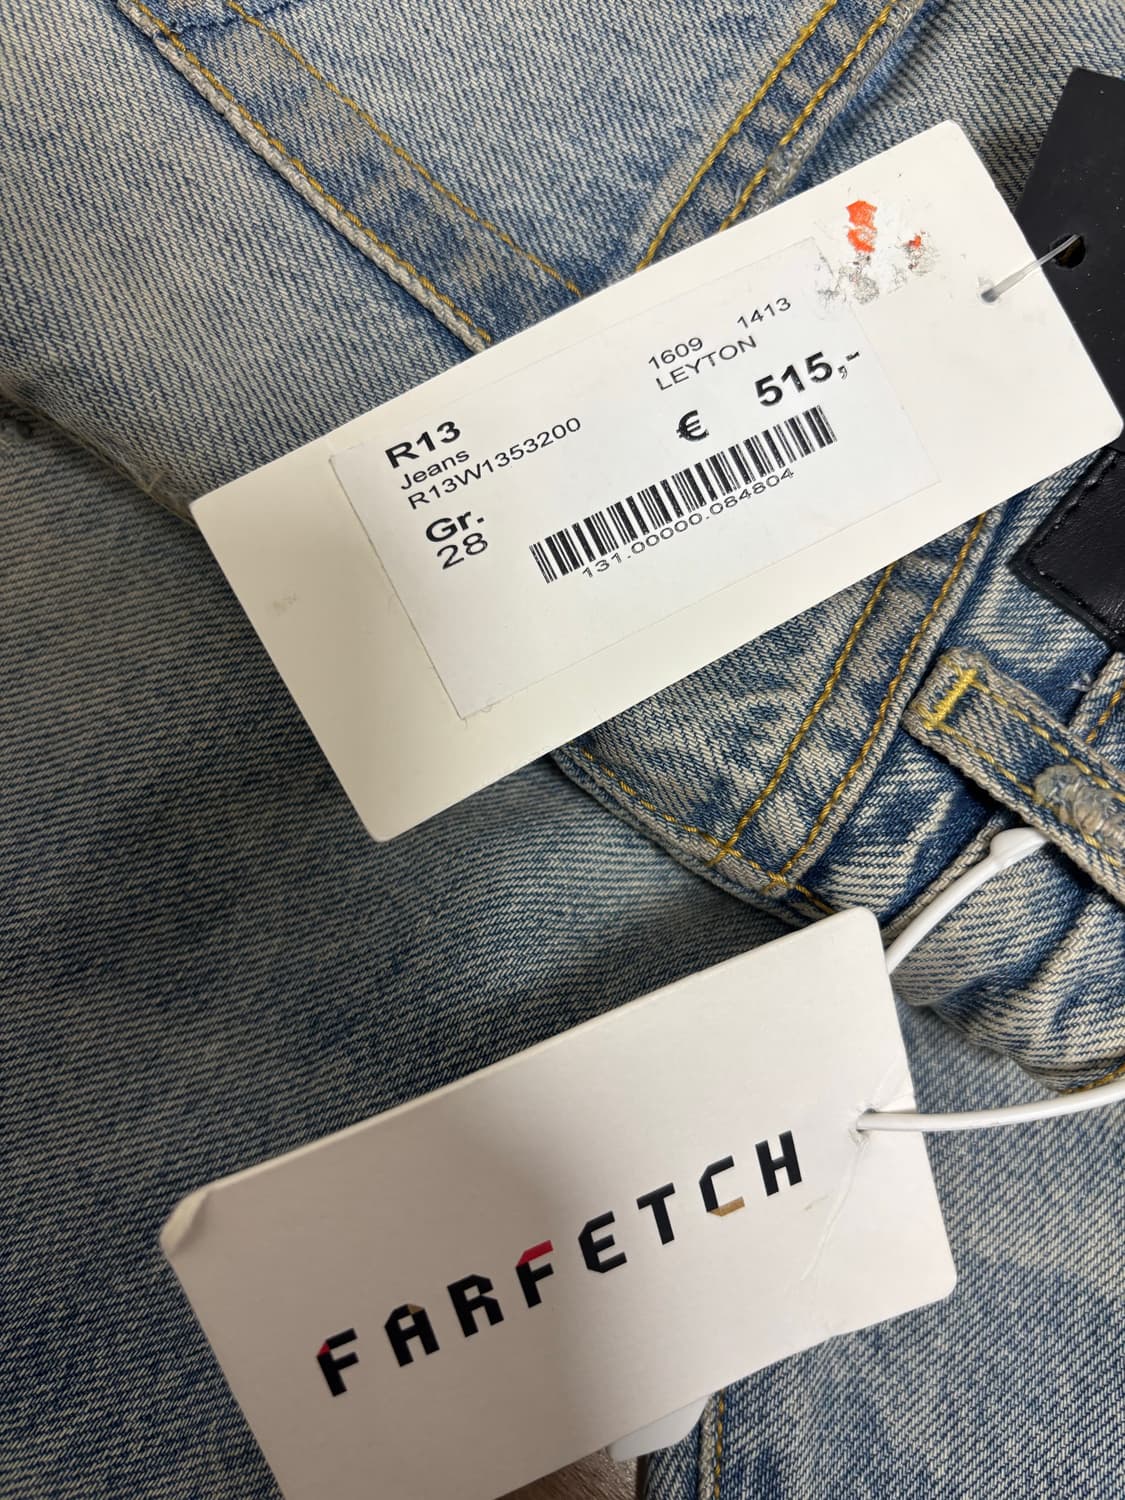 1609 1413
LEYTON
R13
Jeans
R13W1353200
€ 515,-
Gr.
28
131.00000.084804
FARFETCH